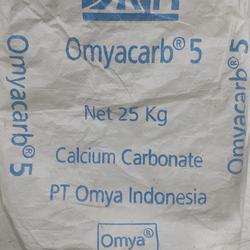 Omyacarb® 5
Net 25 Kg
Calcium Carbonate
PT Omya Indonesia
Omya®
Omyacarb® 5
Omyacarb® 5